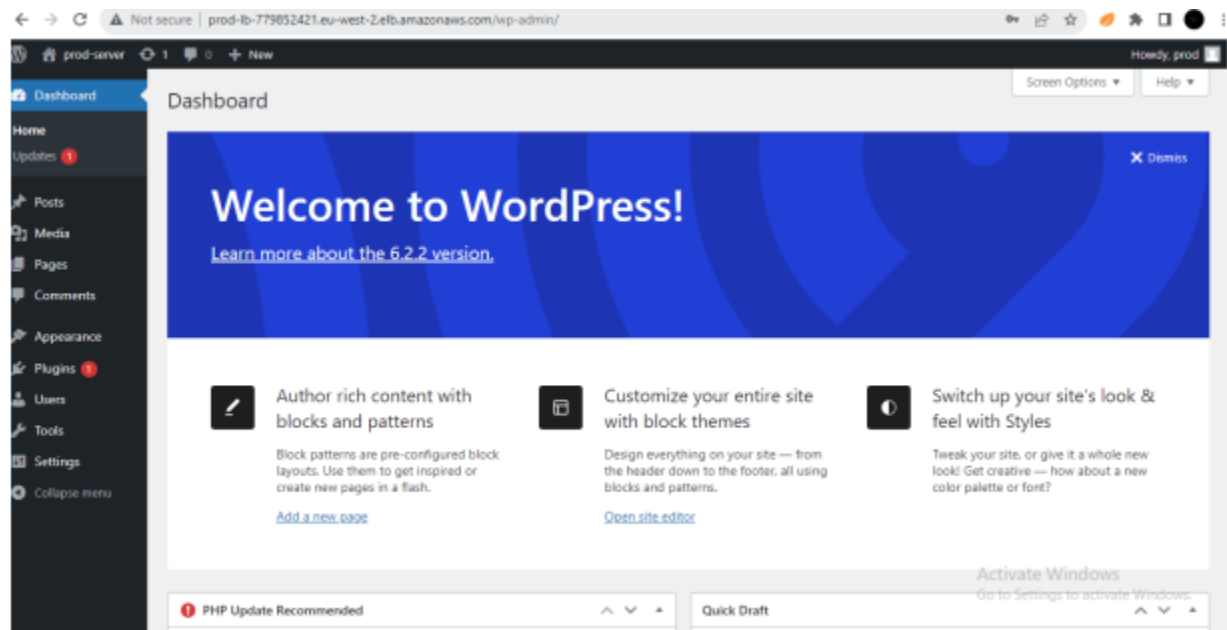 Not secure | prod-lb-779852421.eu-west-2.elb.amazonaws.com/wp-admin/
prod-server 1 0 + New Howdy, prod
Dashboard
Home
Updates 1
Posts
Media
Pages
Comments
Appearance
Plugins 1
Users
Tools
Settings
Collapse menu
Screen Options ▼ Help ▼
Dashboard
Dismiss
Welcome to WordPress!
Learn more about the 6.2.2 version.
Author rich content with
blocks and patterns
Block patterns are pre-configured block
layouts. Use them to get inspired or
create new pages in a flash.
Add a new page
Customize your entire site
with block themes
Design everything on your site — from
the header down to the footer, all using
blocks and patterns.
Open site editor
Switch up your site's look &
feel with Styles
Tweak your site, or give it a whole new
look! Get creative — how about a new
color palette or font?
Activate Windows
Go to Settings to activate Windows.
PHP Update Recommended
Quick Draft